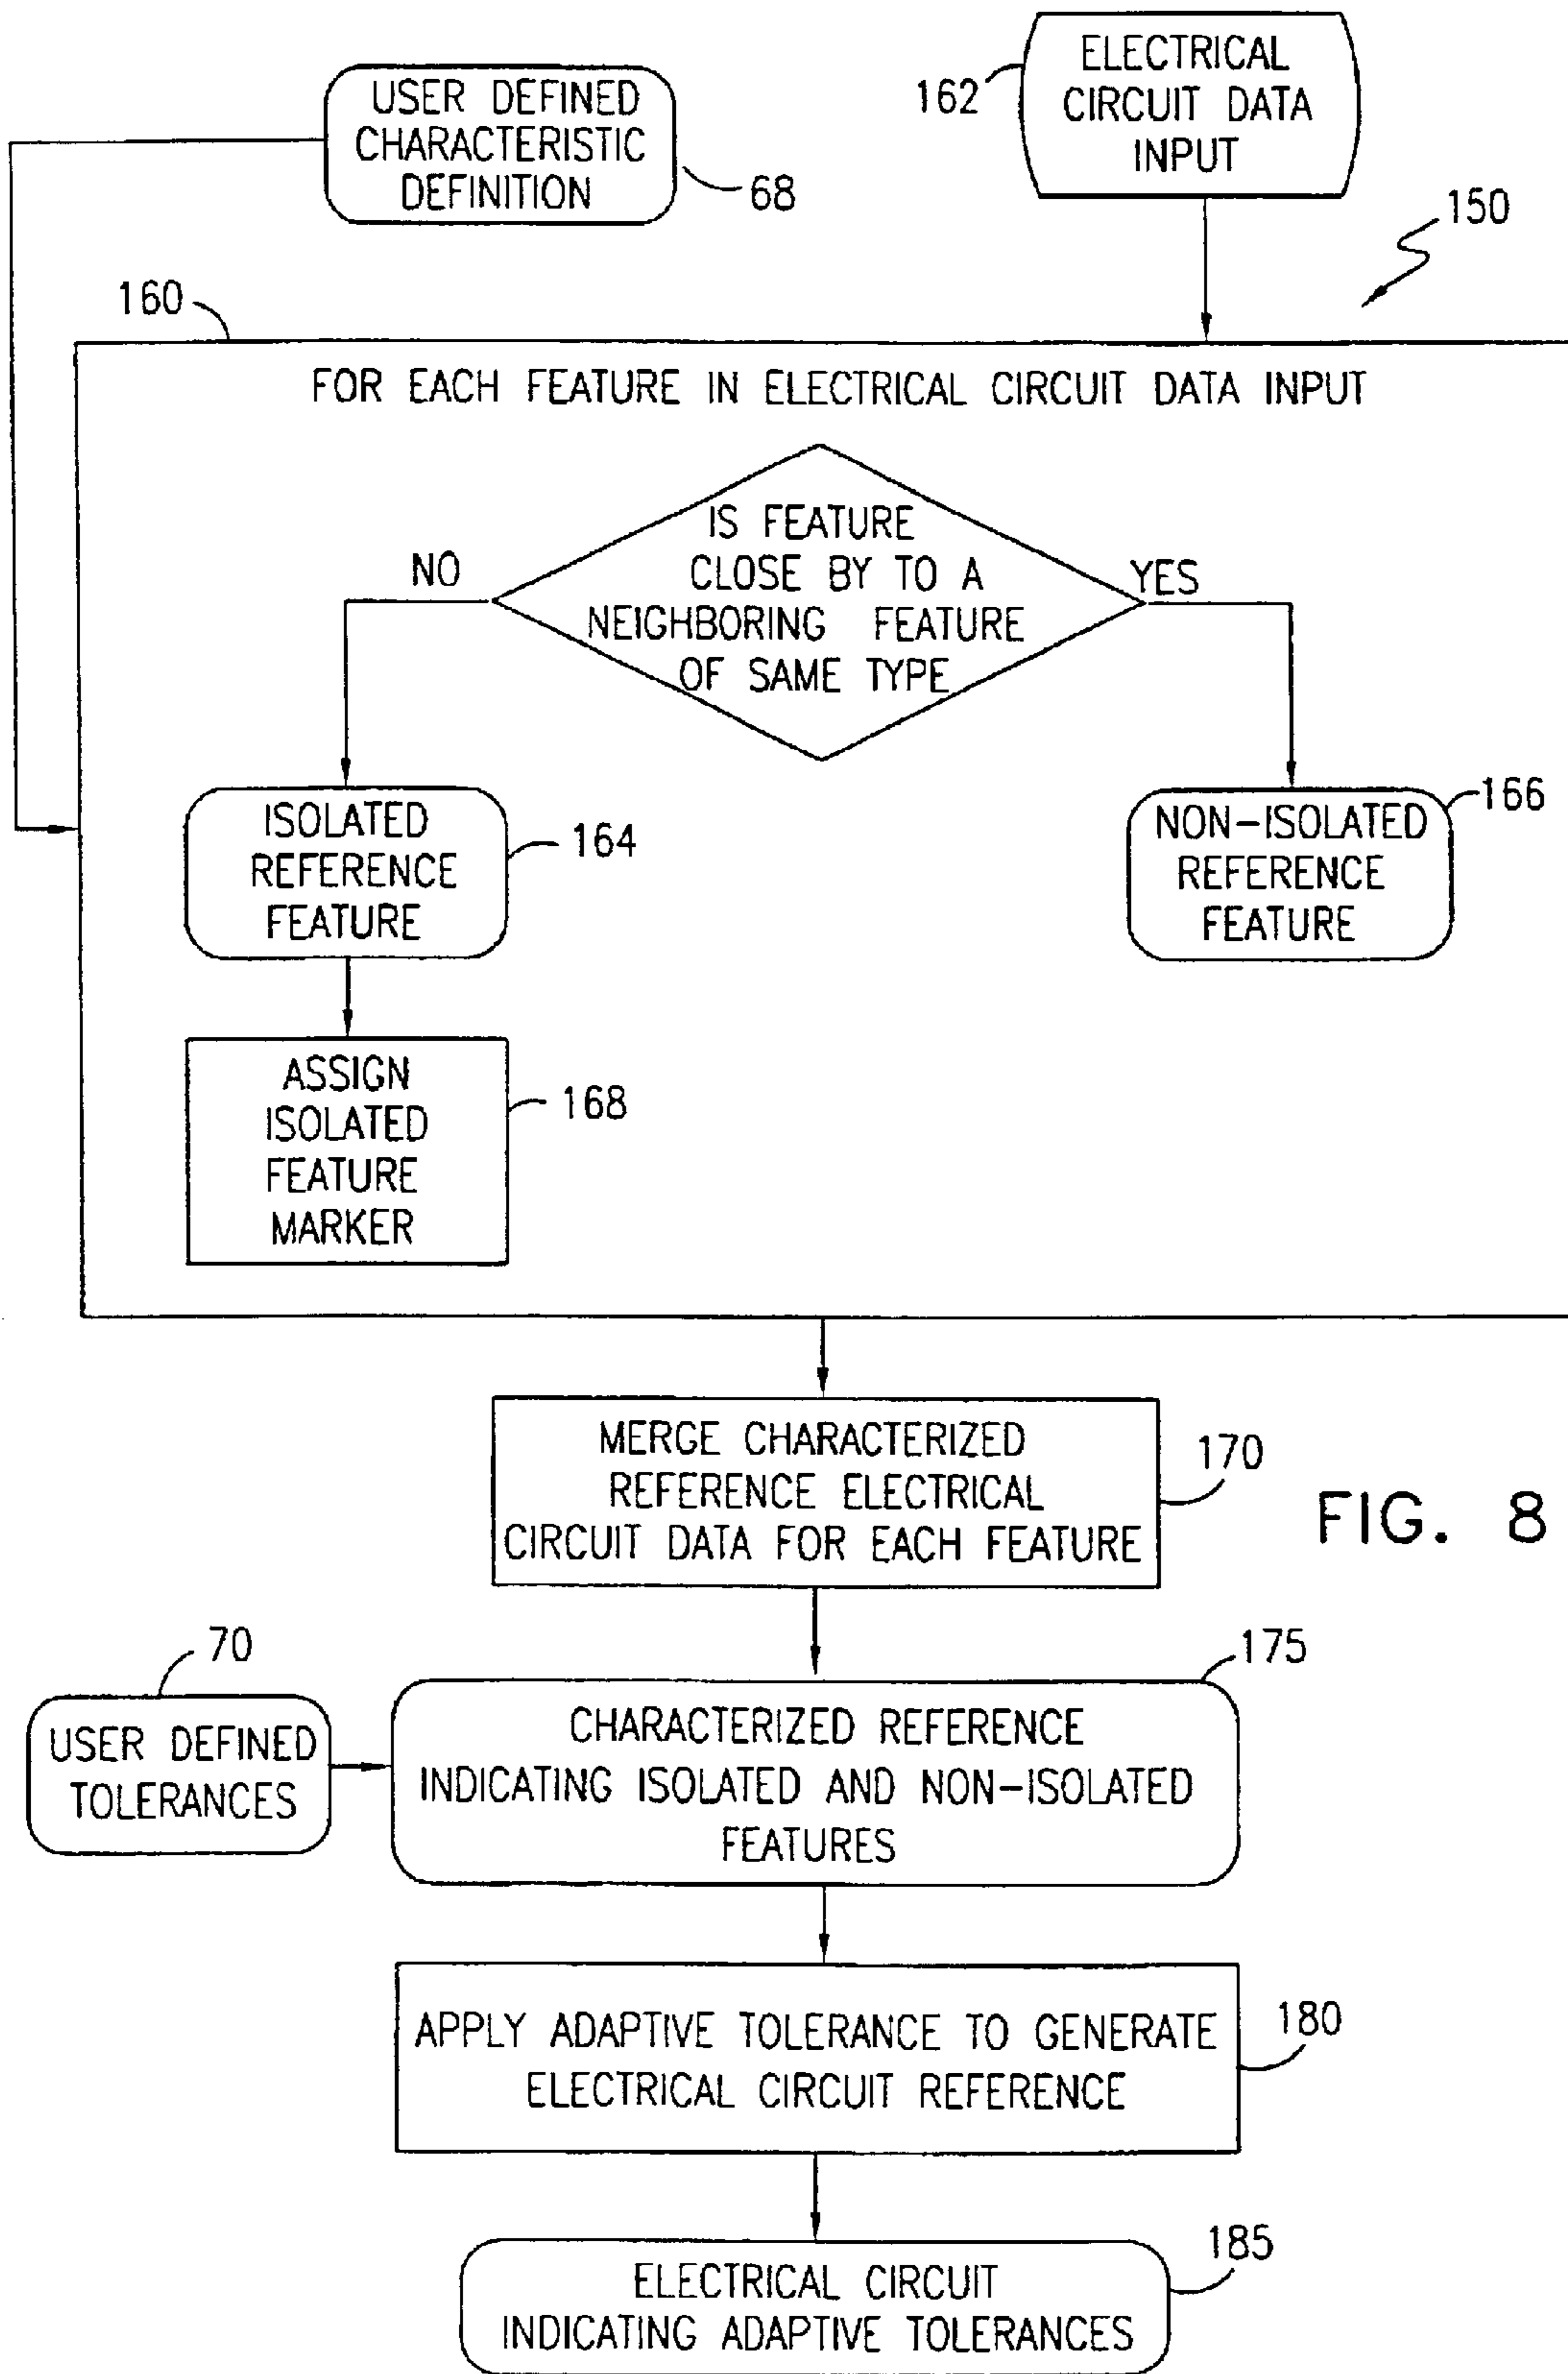 USER DEFINED
CHARACTERISTIC
DEFINITION
68
162
ELECTRICAL
CIRCUIT DATA
INPUT
150
160
FOR EACH FEATURE IN ELECTRICAL CIRCUIT DATA INPUT
IS FEATURE
CLOSE BY TO A
NEIGHBORING FEATURE
OF SAME TYPE
NO
YES
ISOLATED
REFERENCE
FEATURE
164
NON-ISOLATED
REFERENCE
FEATURE
166
ASSIGN
ISOLATED
FEATURE
MARKER
168
MERGE CHARACTERIZED
REFERENCE ELECTRICAL
CIRCUIT DATA FOR EACH FEATURE
170
FIG. 8
70
USER DEFINED
TOLERANCES
175
CHARACTERIZED REFERENCE
INDICATING ISOLATED AND NON-ISOLATED
FEATURES
APPLY ADAPTIVE TOLERANCE TO GENERATE
ELECTRICAL CIRCUIT REFERENCE
180
185
ELECTRICAL CIRCUIT
INDICATING ADAPTIVE TOLERANCES